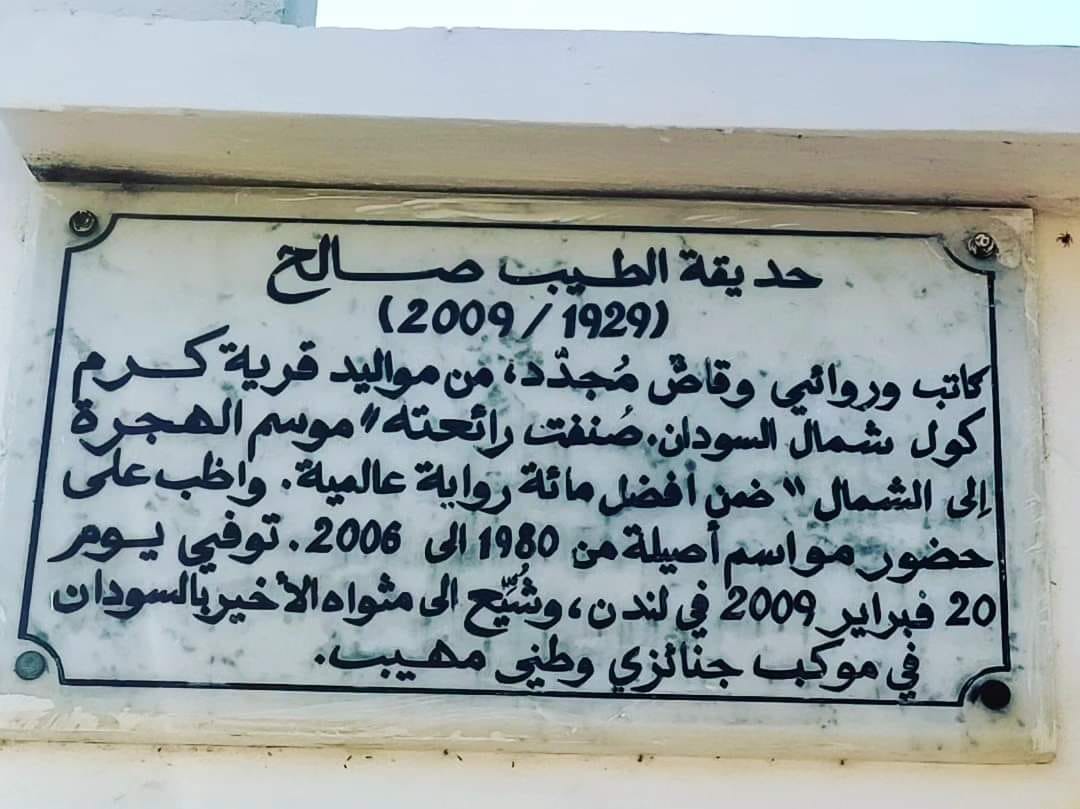 حديقة الطيب صالح
(1929/2009)
كاتب وروائي وقاصٌ مُجدّد، من مواليد قرية كرم
كول شمال السودان. صُنفت رائعته "موسم الهجرة
إلى الشمال" ضمن افضل مائة رواية عالمية. واظب على
حضور مواسم أصيلة من 1980 الى 2006. توفي يوم
20 فبراير 2009 في لندن، وشُيِّع الى مثواه الأخير بالسودان
في موكب جنائزي وطني مهيب.